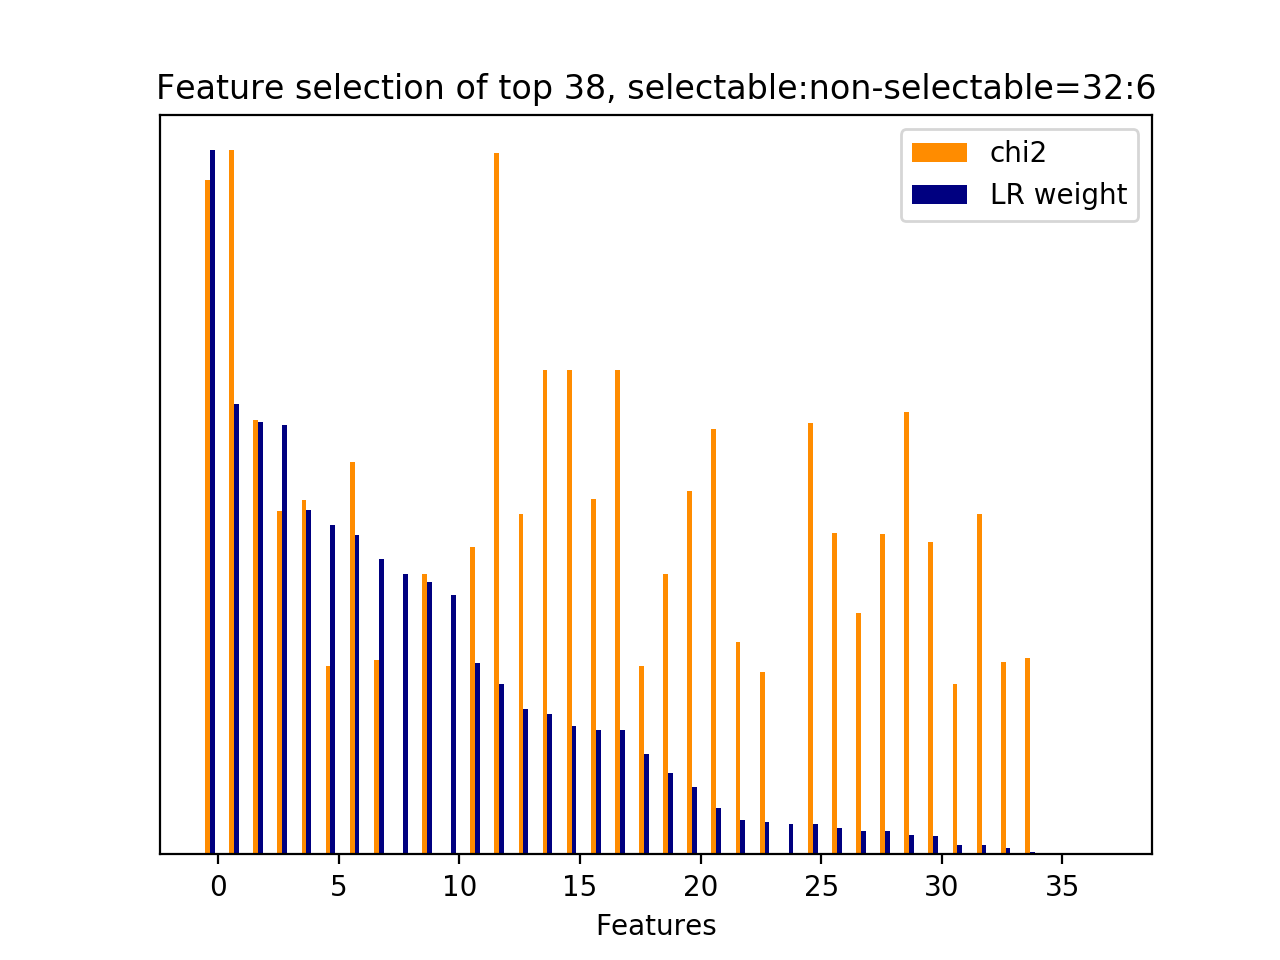 Feature selection of top 38, selectable:non-selectable=32:6
chi2
LR weight
0 5 10 15 20 25 30 35
Features